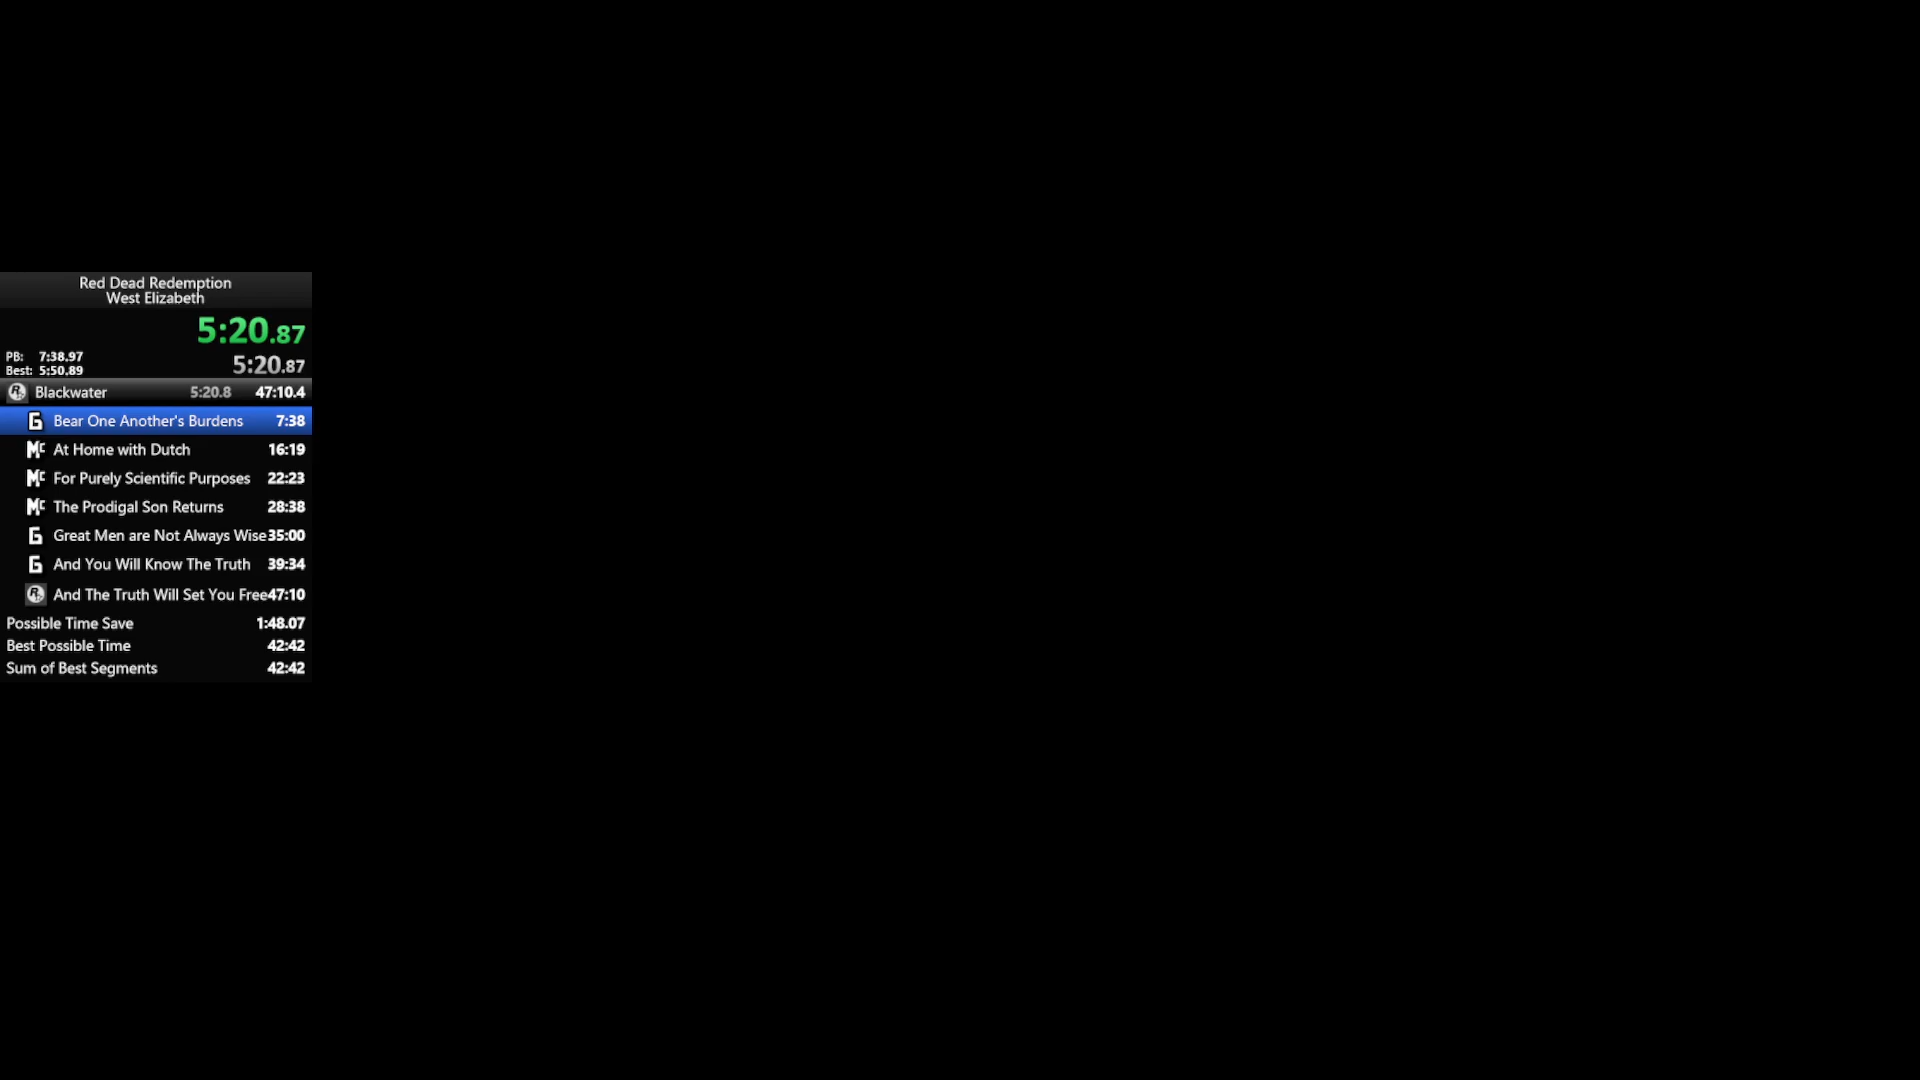 Red Dead Redemption
West Elizabeth
5:20.87
PB: 7:38.97
5:20.87
Best: 5:50.89
Blackwater 5:20.8 47:10.4
Bear One Another's Burdens 7:38
At Home with Dutch 16:19
For Purely Scientific Purposes 22:23
The Prodigal Son Returns 28:38
Great Men are Not Always Wise 35:00
And You Will Know The Truth 39:34
And The Truth Will Set You Free 47:10
Possible Time Save 1:48.07
Best Possible Time 42:42
Sum of Best Segments 42:42